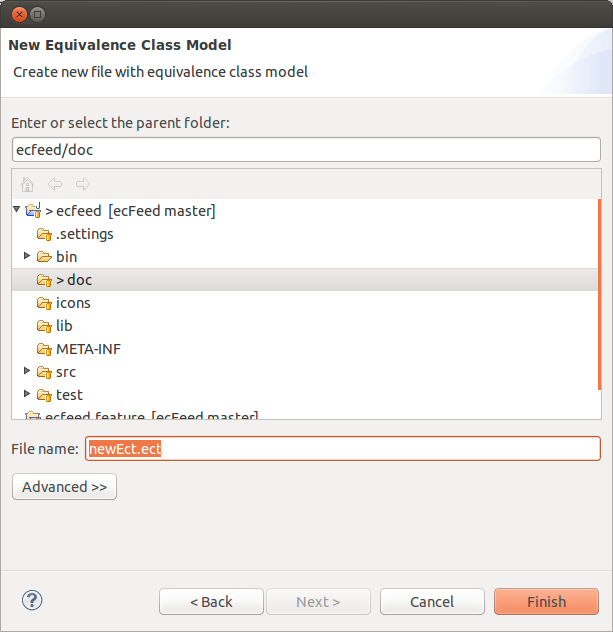 New Equivalence Class Model
Create new file with equivalence class model
Enter or select the parent folder:
ecfeed/doc
> ecfeed [ecFeed master]
.settings
bin
> doc
icons
lib
META-INF
src
test
ecfeed.feature [ecFeed master]
File name: newEct.ect
Advanced >>
? < Back Next > Cancel Finish